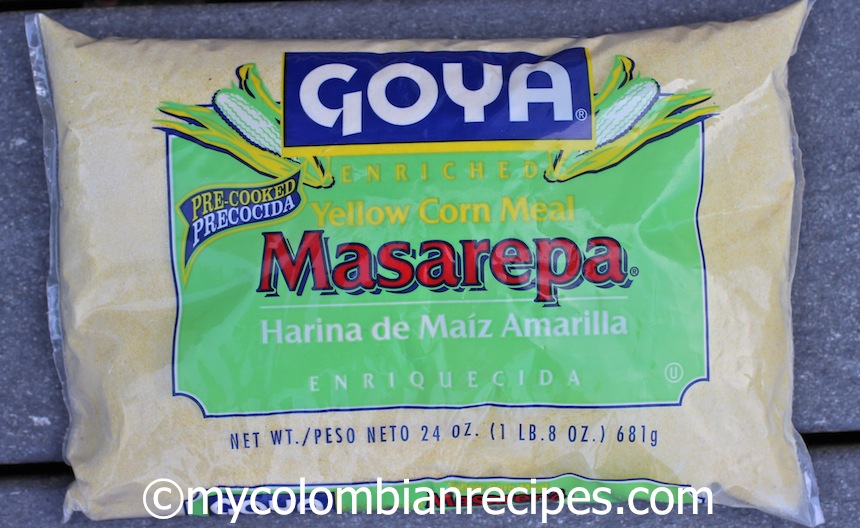 GOYA®
ENRICHED
PRE-COOKED
PRECOCIDA
Yellow Corn Meal
Masarepa®
Harina de Maíz Amarilla
ENRIQUECIDA
U
NET WT./PESO NETO 24 OZ. (1 LB.8 OZ.) 681g
©mycolombianrecipes.com